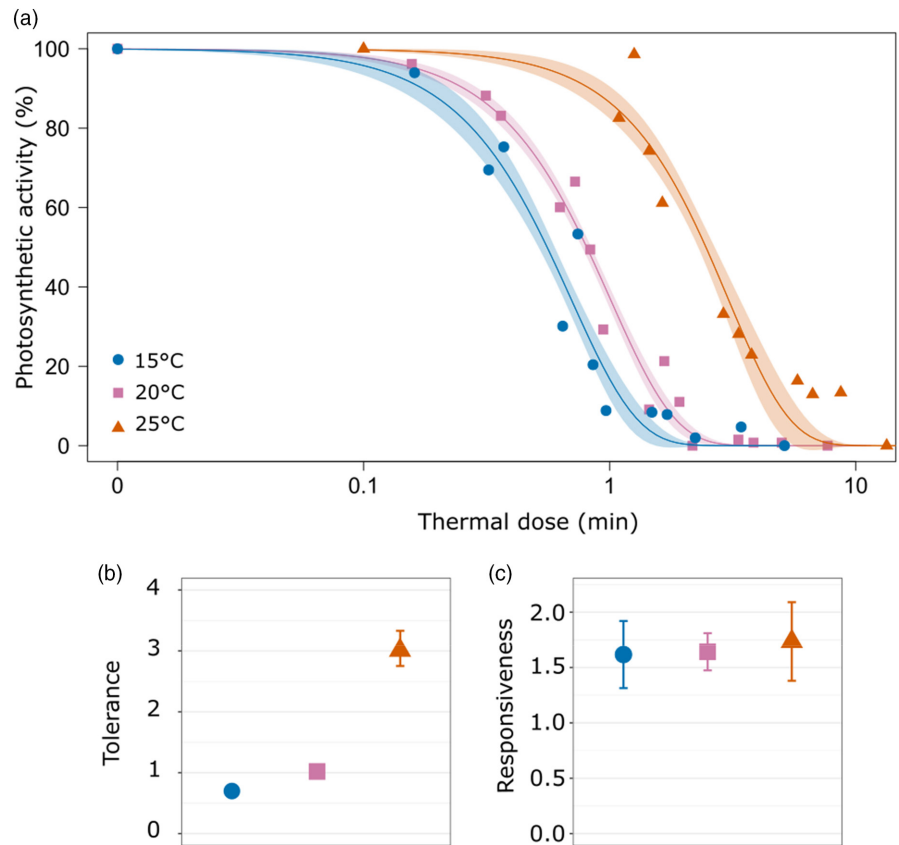 (a)
Photosynthetic activity (%)
100
80
60
40
20
0
15°C
20°C
25°C
0 0.1 1 10
Thermal dose (min)
(b)
Tolerance
4
3
2
1
0
(c)
Responsiveness
2.0
1.5
1.0
0.5
0.0